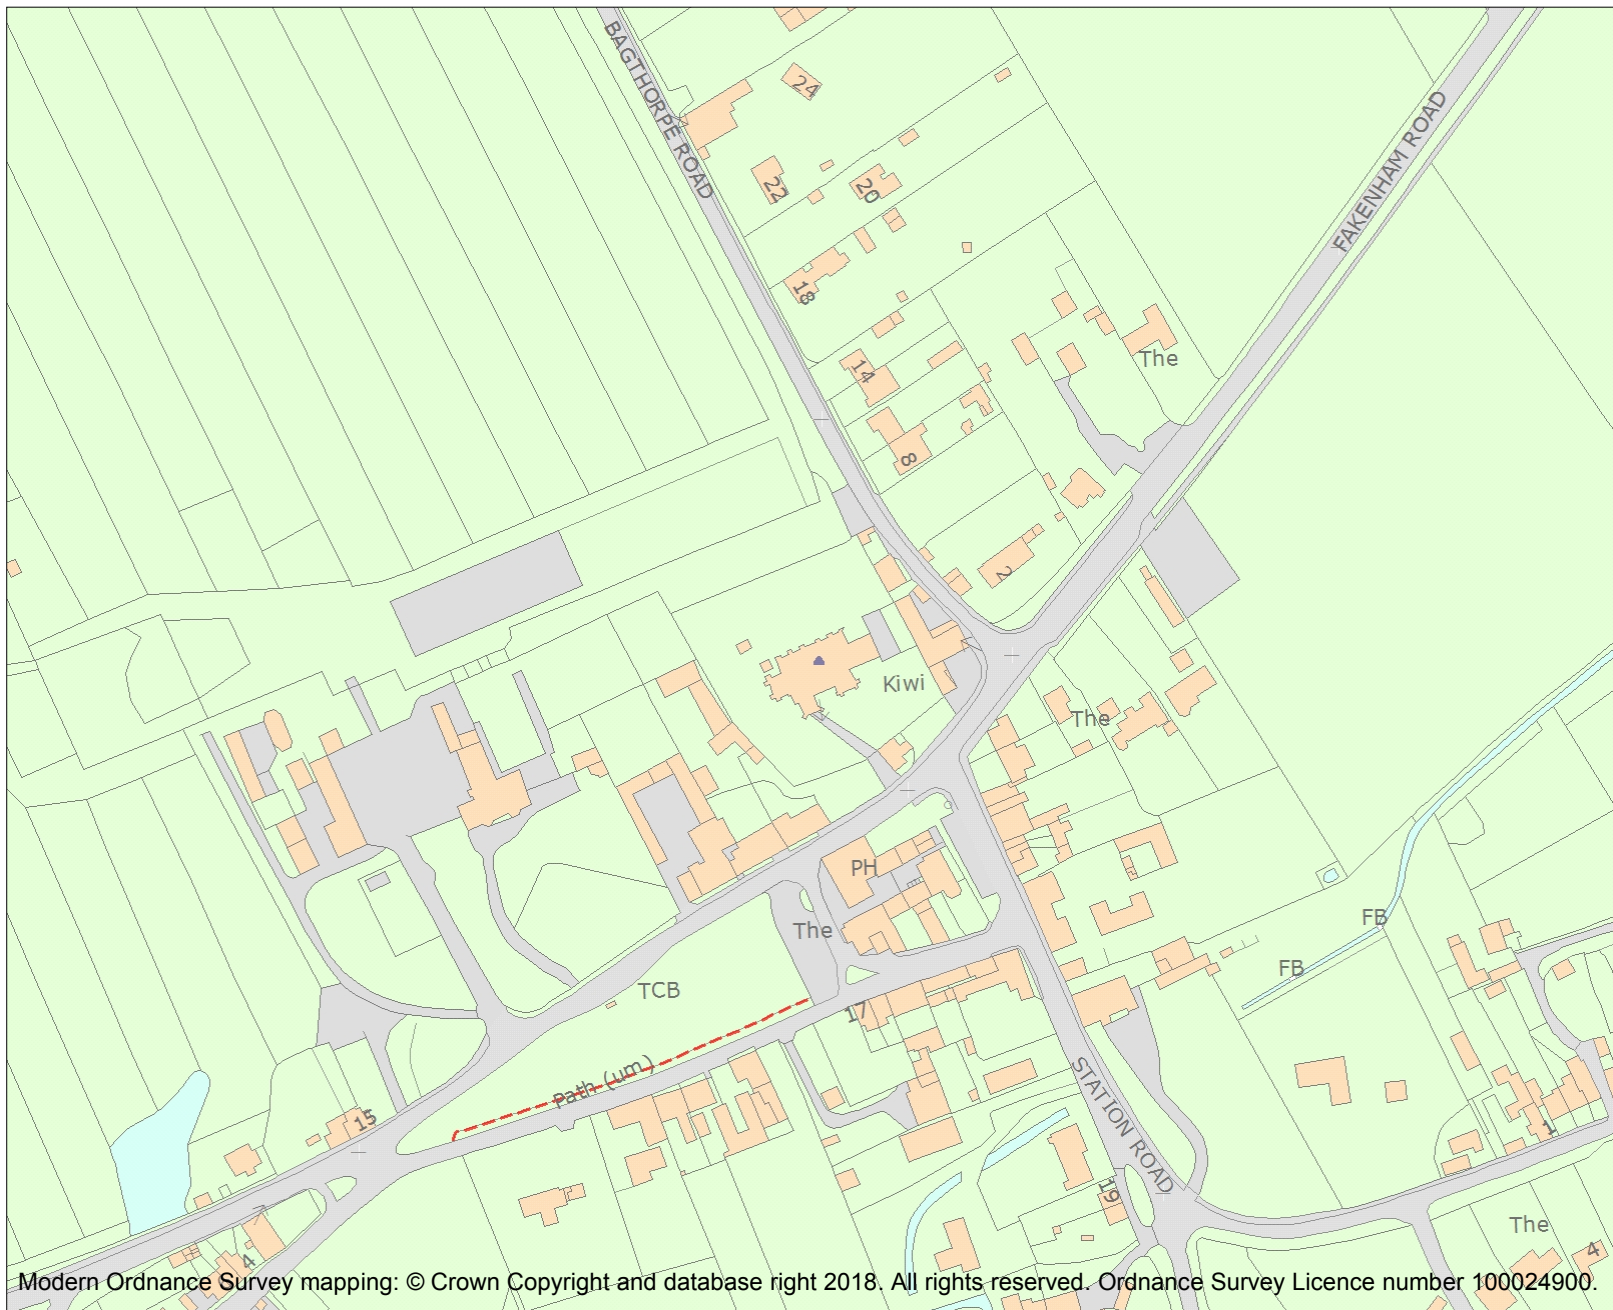 24
BAGTHORPE ROAD
FAKENHAM ROAD
22
20
18
The
14
8
2
Kiwi
The
PH
FB
The
FB
TCB
17
Path (um)
STATION ROAD
15
1
19
The
4
4
Modern Ordnance Survey mapping: © Crown Copyright and database right 2018. All rights reserved. Ordnance Survey Licence number 100024900.